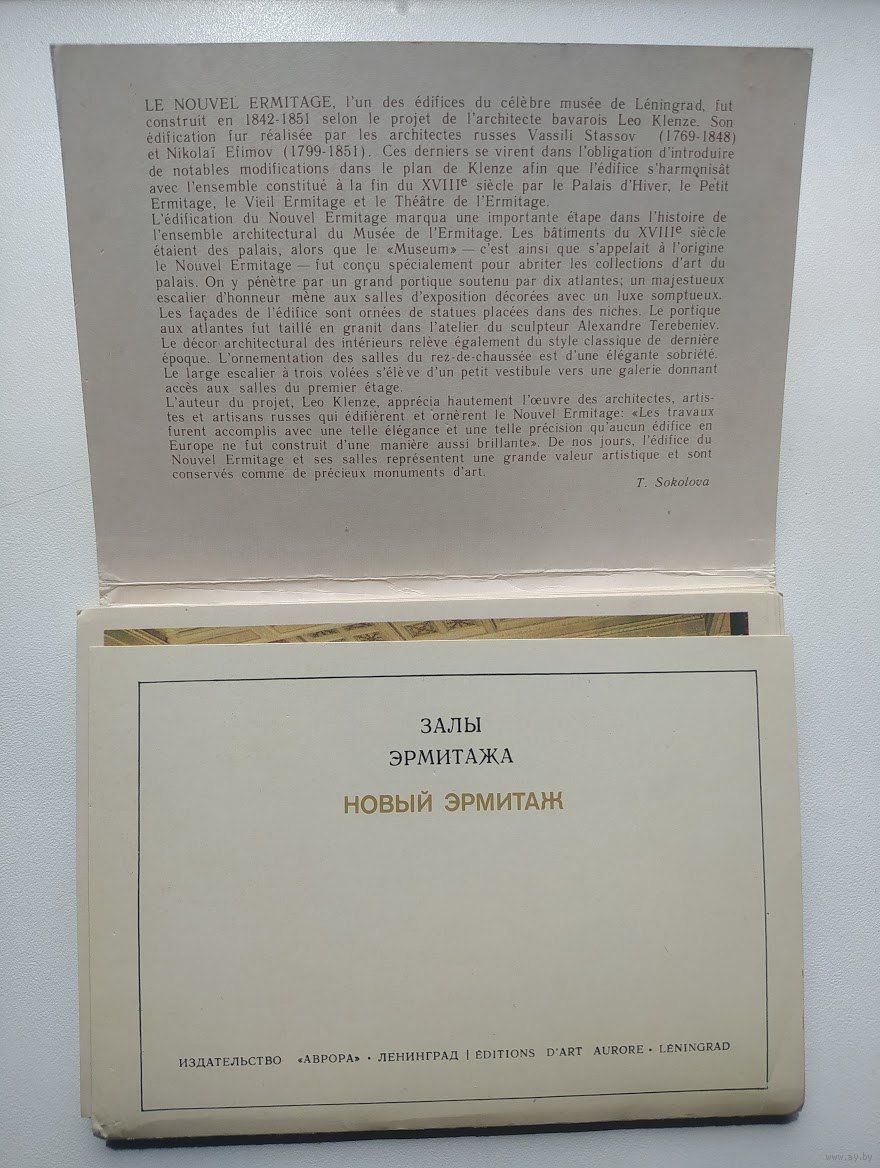 LE NOUVEL ERMITAGE, l'un des édifices du célèbre musée de Léningrad, fut
construit en 1842-1851 selon le projet de l'architecte bavarois Leo Klenze. Son
édification fur réalisée par les architectes russes Vassili Stassov (1769-1848)
et Nikolaï Efimov (1799-1851). Ces derniers se virent dans l'obligation d'introduire
de notables modifications dans le plan de Klenze afin que l'édifice s'harmonisât
avec l'ensemble constitué à la fin du XVIIIe siècle par le Palais d'Hiver, le Petit
Ermitage, le Vieil Ermitage et le Théâtre de l'Ermitage.
L'édification du Nouvel Ermitage marqua une importante étape dans l'histoire de
l'ensemble architectural du Musée de l'Ermitage. Les bâtiments du XVIIIe siècle
étaient des palais, alors que le «Museum» — c'est ainsi que s'appelait à l'origine
le Nouvel Ermitage — fut conçu spécialement pour abriter les collections d'art du
palais. On y pénètre par un grand portique soutenu par dix atlantes; un majestueux
escalier d'honneur mène aux salles d'exposition décorées avec un luxe somptueux.
Les façades de l'édifice sont ornées de statues placées dans des niches. Le portique
aux atlantes fut taillé en granit dans l'atelier du sculpteur Alexandre Terebeniev.
Le décor architectural des intérieurs relève également du style classique de dernière
époque. L'ornementation des salles du rez-de-chaussée est d'une élégante sobriété.
Le large escalier à trois volées s'élève d'un petit vestibule vers une galerie donnant
accès aux salles du premier étage.
L'auteur du projet, Leo Klenze, apprécia hautement l'œuvre des architectes, artis-
tes et artisans russes qui édifièrent et ornèrent le Nouvel Ermitage: «Les travaux
furent accomplis avec une telle élégance et une telle précision qu'aucun édifice en
Europe ne fut construit d'une manière aussi brillante». De nos jours, l'édifice du
Nouvel Ermitage et ses salles représentent une grande valeur artistique et sont
conservés comme de précieux monuments d'art.
T. Sokolova
ЗАЛЫ
ЭРМИТАЖА
НОВЫЙ ЭРМИТАЖ
ИЗДАТЕЛЬСТВО «АВРОРА» · ЛЕНИНГРАД | ÉDITIONS D'ART AURORE · LÉNINGRAD
www.ay.by